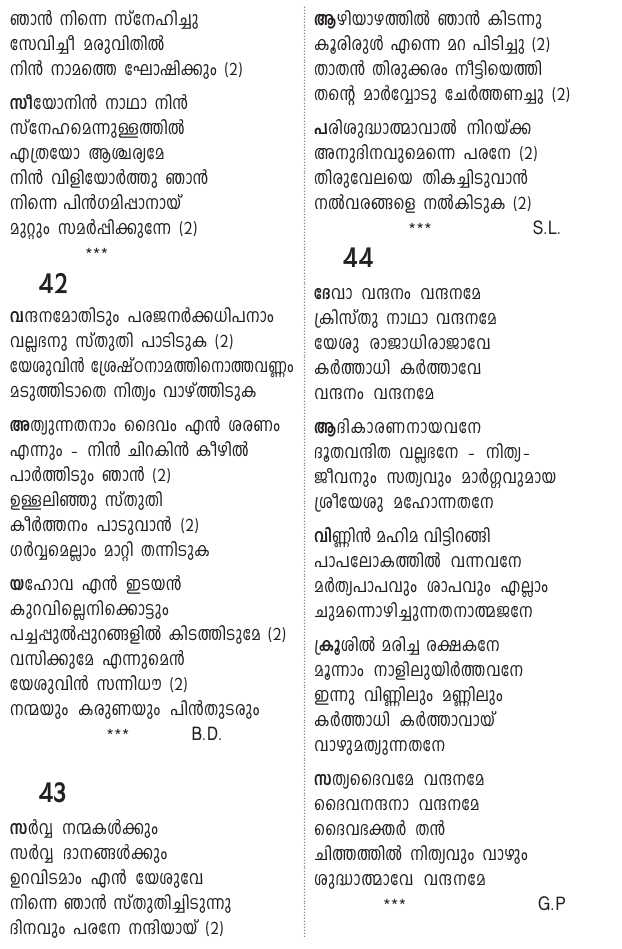 ഞാൻ നിന്നെ സ്നേഹിച്ചു
സേവിച്ചീ മരുവിതിൽ
നിൻ നാമത്തെ ഘോഷിക്കും (2)
സീയോനിൻ നാഥാ നിൻ
സ്നേഹമെന്നുള്ളത്തിൽ
എത്രയോ ആശ്ചര്യമേ
നിൻ വിളിയോർത്തു ഞാൻ
നിന്നെ പിൻഗമിപ്പാനായ്
മുറ്റും സമർപ്പിക്കുന്നേ (2)
***
42
വന്ദനമോതിടും പരജനർക്കധിപനാം
വല്ലഭനു സ്തുതി പാടിടുക (2)
യേശുവിൻ ശ്രേഷ്ഠനാമത്തിനൊത്തവണ്ണം
മടുത്തിടാതെ നിത്യം വാഴ്ത്തിടുക
അത്യുന്നതനാം ദൈവം എൻ ശരണം
എന്നും - നിൻ ചിറകിൻ കീഴിൽ
പാർത്തിടും ഞാൻ (2)
ഉള്ളലിഞ്ഞു സ്തുതി
കീർത്തനം പാടുവാൻ (2)
ഗർവ്വമെല്ലാം മാറ്റി തന്നിടുക
യഹോവ എൻ ഇടയൻ
കുറവില്ലെനിക്കൊട്ടും
പച്ചപ്പുൽപ്പുറങ്ങളിൽ കിടത്തിടുമേ (2)
വസിക്കുമേ എന്നുമെൻ
യേശുവിൻ സന്നിധൗ (2)
നന്മയും കരുണയും പിൻതുടരും
*** B.D.
43
സർവ്വ നന്മകൾക്കും
സർവ്വ ദാനങ്ങൾക്കും
ഉറവിടമാം എൻ യേശുവേ
നിന്നെ ഞാൻ സ്തുതിച്ചിടുന്നു
ദിനവും പരനേ നന്ദിയായ് (2)
ആഴിയാഴത്തിൽ ഞാൻ കിടന്നു
കൂരിരുൾ എന്നെ മറ പിടിച്ചു (2)
താതൻ തിരുക്കരം നീട്ടിയെത്തി
തന്റെ മാർവ്വോടു ചേർത്തണച്ചു (2)
പരിശുദ്ധാത്മാവാൽ നിറയ്ക്ക
അനുദിനവുമെന്നെ പരനേ (2)
തിരുവേലയെ തികച്ചിടുവാൻ
നൽവരങ്ങളെ നൽകിടുക (2)
*** S.L.
44
ദേവാ വന്ദനം വന്ദനമേ
ക്രിസ്തു നാഥാ വന്ദനമേ
യേശു രാജാധിരാജാവേ
കർത്താധി കർത്താവേ
വന്ദനം വന്ദനമേ
ആദികാരണനായവനേ
ദൂതവന്ദിത വല്ലഭനേ - നിത്യ-
ജീവനും സത്യവും മാർഗ്ഗവുമായ
ശ്രീയേശു മഹോന്നതനേ
വിണ്ണിൻ മഹിമ വിട്ടിറങ്ങി
പാപലോകത്തിൽ വന്നവനേ
മർത്യപാപവും ശാപവും എല്ലാം
ചുമന്നൊഴിച്ചുന്നതനാത്മജനേ
ക്രൂശിൽ മരിച്ച രക്ഷകനേ
മൂന്നാം നാളിലുയിർത്തവനേ
ഇന്നു വിണ്ണിലും മണ്ണിലും
കർത്താധി കർത്താവായ്
വാഴുമത്യുന്നതനേ
സത്യദൈവമേ വന്ദനമേ
ദൈവനന്ദനാ വന്ദനമേ
ദൈവഭക്തർ തൻ
ചിത്തത്തിൽ നിത്യവും വാഴും
ശുദ്ധാത്മാവേ വന്ദനമേ
*** G.P